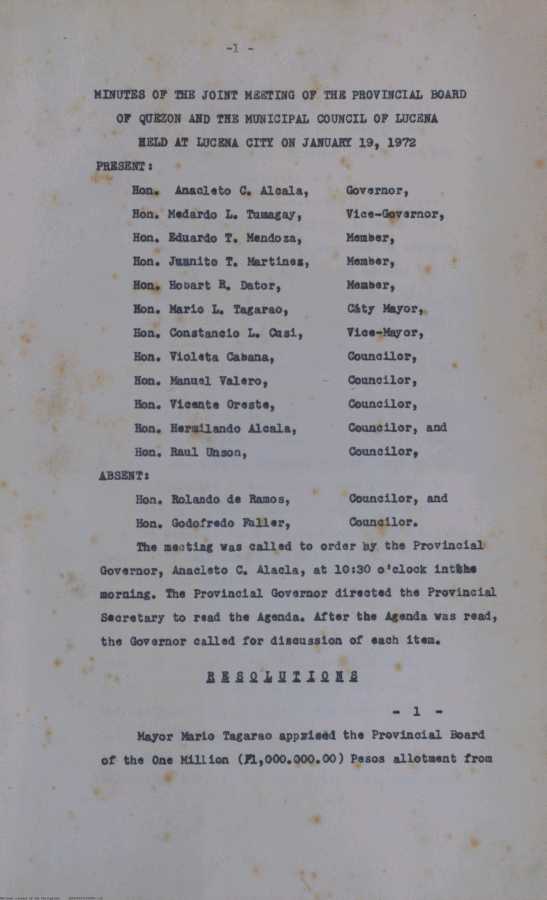 -1 -
MINUTES OF THE JOINT MEETING OF THE PROVINCIAL BOARD
OF QUEZON AND THE MUNICIPAL COUNCIL OF LUCENA
HELD AT LUCENA CITY ON JANUARY 19, 1972
PRESENT:
Hon. Anacleto C. Alcala, Governor,
Hon. Medardo L. Tumagay, Vice-Governor,
Hon. Eduardo T. Mendoza, Member,
Hon. Juanito T. Martinez, Member,
Hon. Hobart R. Dator, Member,
Hon. Mario L. Tagarao, City Mayor,
Hon. Constancio L. Cusi, Vice-Mayor,
Hon. Violeta Cabana, Councilor,
Hon. Manuel Valero, Councilor,
Hon. Vicente Oreste, Councilor,
Hon. Hermilando Alcala, Councilor, and
Hon. Raul Unson, Councilor,
ABSENT:
Hon. Rolando de Ramos, Councilor, and
Hon. Godofredo Faller, Councilor.
The meeting was called to order by the Provincial
Governor, Anacleto C. Alacla, at 10:30 o'clock in the
morning. The Provincial Governor directed the Provincial
Secretary to read the Agenda. After the Agenda was read,
the Governor called for discussion of each item.
R E S O L U T I O N S
- 1 -
Mayor Mario Tagarao apprised the Provincial Board
of the One Million (₱1,000.000.00) Pesos allotment from